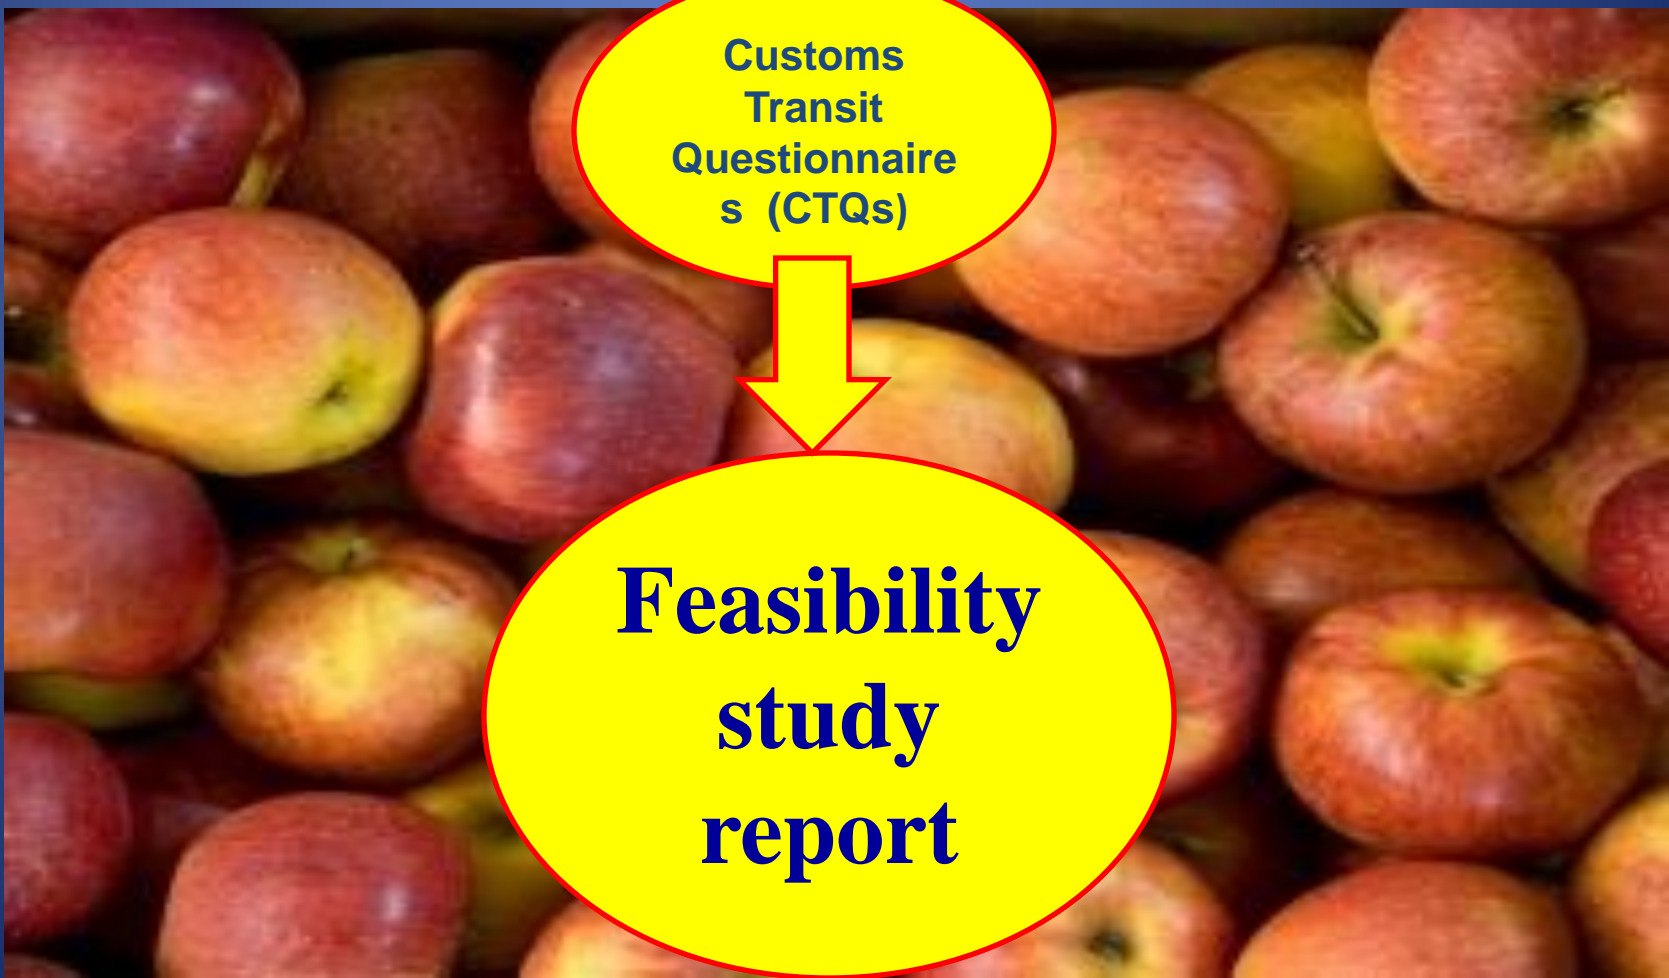 Customs
Transit
Questionnaire
s (CTQs)
Feasibility
study
report